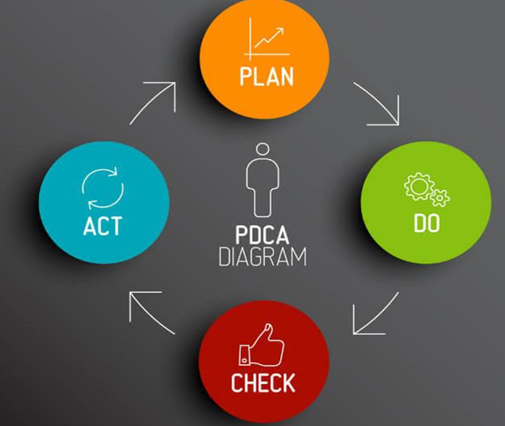 PLAN
DO
CHECK
ACT
PDCA
DIAGRAM